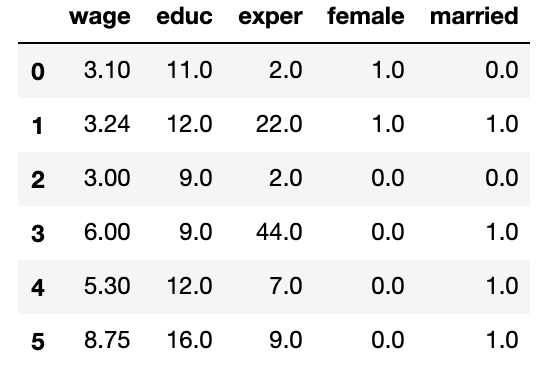 wage educ exper female married
0 3.10 11.0 2.0 1.0 0.0
1 3.24 12.0 22.0 1.0 1.0
2 3.00 9.0 2.0 0.0 0.0
3 6.00 9.0 44.0 0.0 1.0
4 5.30 12.0 7.0 0.0 1.0
5 8.75 16.0 9.0 0.0 1.0